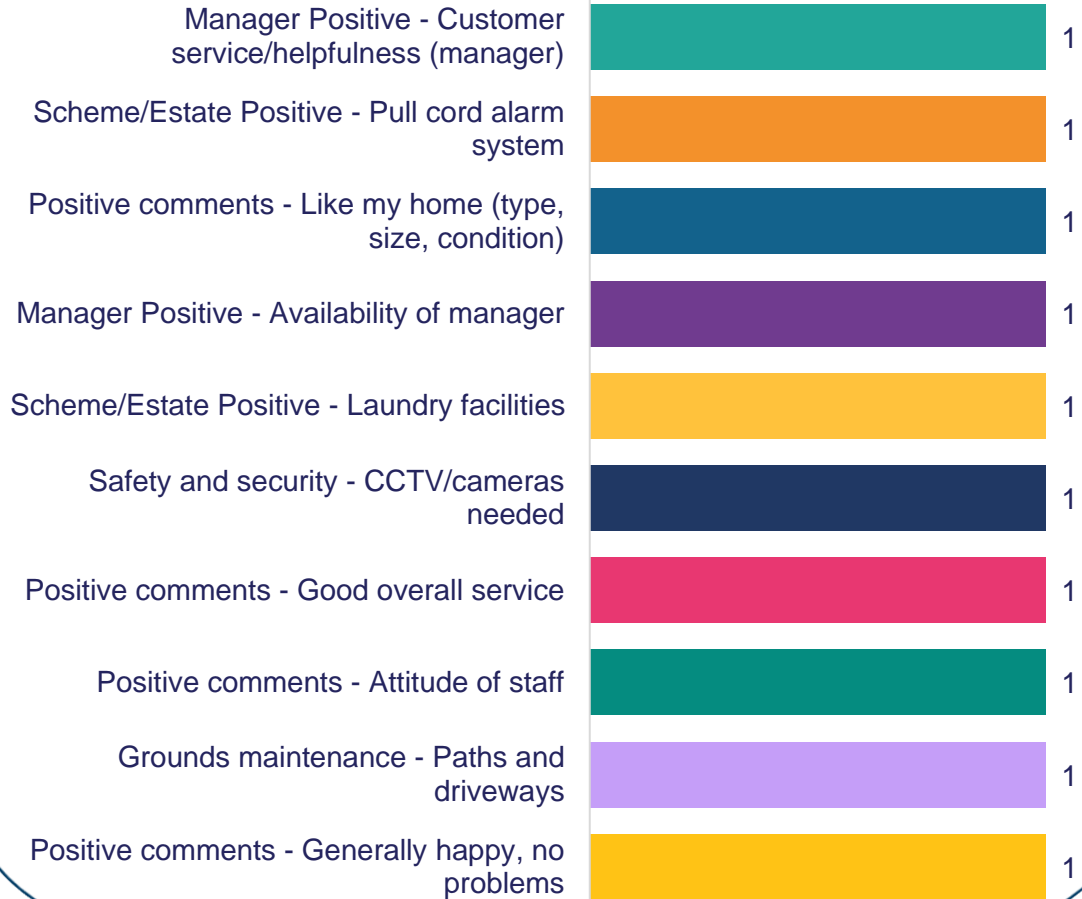 Manager Positive - Customer
service/helpfulness (manager)
1
Scheme/Estate Positive - Pull cord alarm
system
1
Positive comments - Like my home (type,
size, condition)
1
Manager Positive - Availability of manager
1
Scheme/Estate Positive - Laundry facilities
1
Safety and security - CCTV/cameras
needed
1
Positive comments - Good overall service
1
Positive comments - Attitude of staff
1
Grounds maintenance - Paths and
driveways
1
Positive comments - Generally happy, no
problems
1